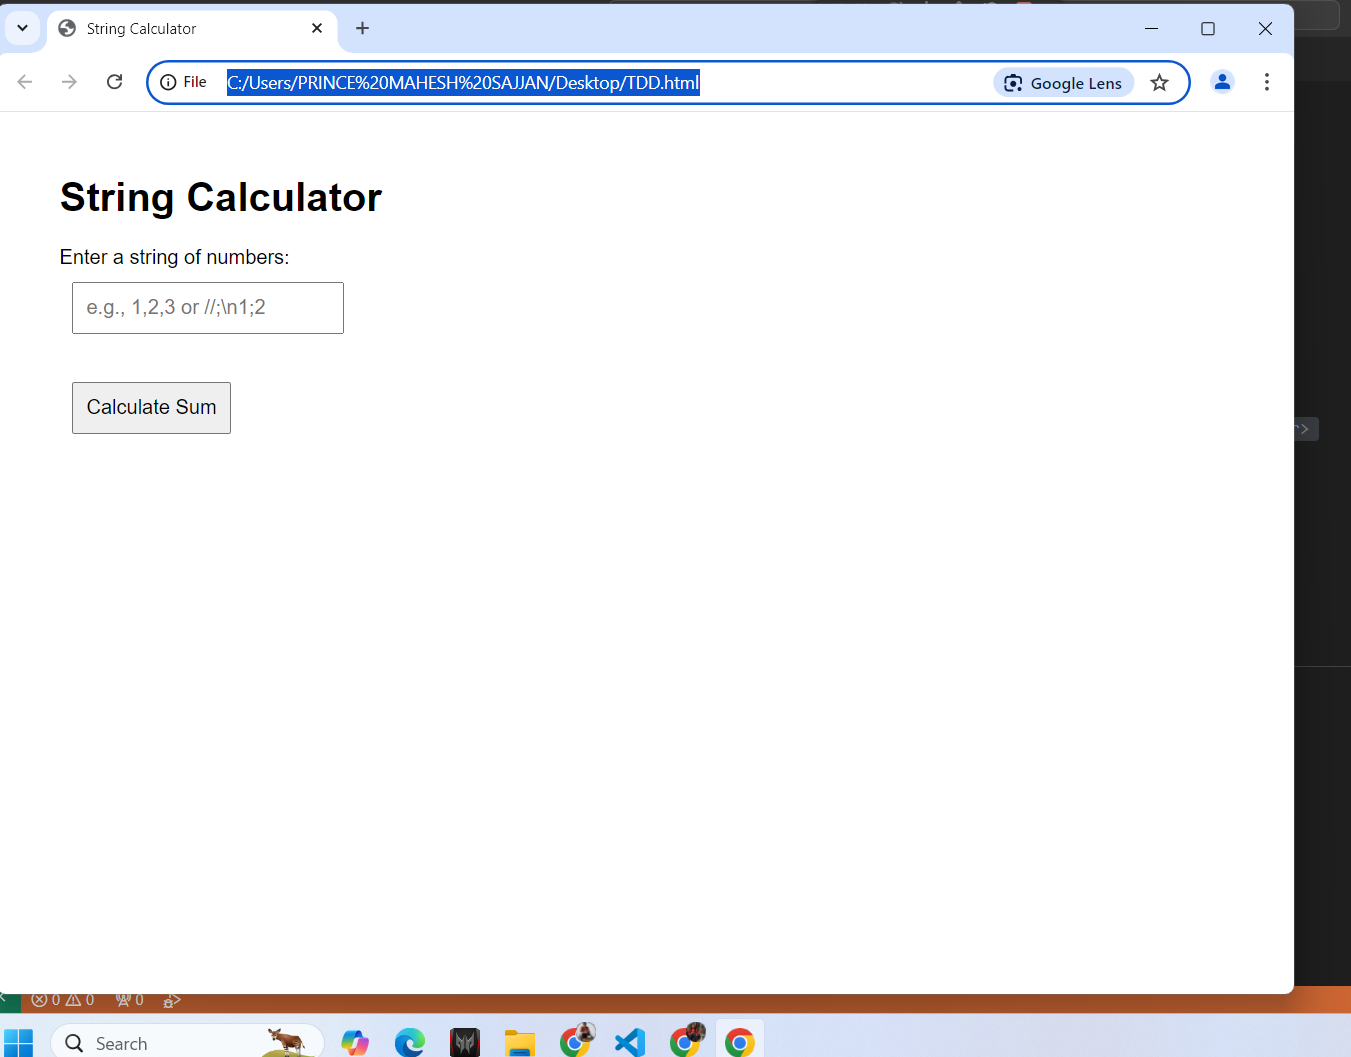 String Calculator
File C:/Users/PRINCE%20MAHESH%20SAJJAN/Desktop/TDD.html Google Lens
String Calculator
Enter a string of numbers:
e.g., 1,2,3 or //;\n1;2
Calculate Sum
0 0 0
Search